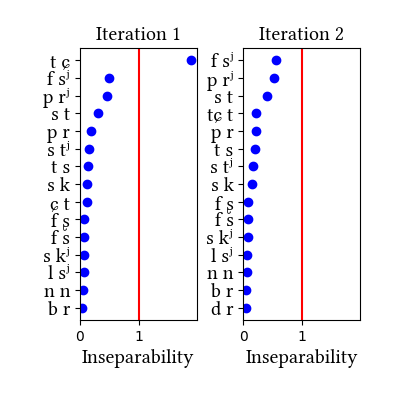 Iteration 1
t ç
f sʲ
p rʲ
s t
p r
s tʲ
t s
s k
ç t
f ş
f s
s kʲ
l sʲ
n n
b r
0 1
Inseparability
Iteration 2
f sʲ
p rʲ
s t
tç t
p r
t s
s tʲ
s k
f ş
f s
s kʲ
l sʲ
n n
b r
d r
0 1
Inseparability